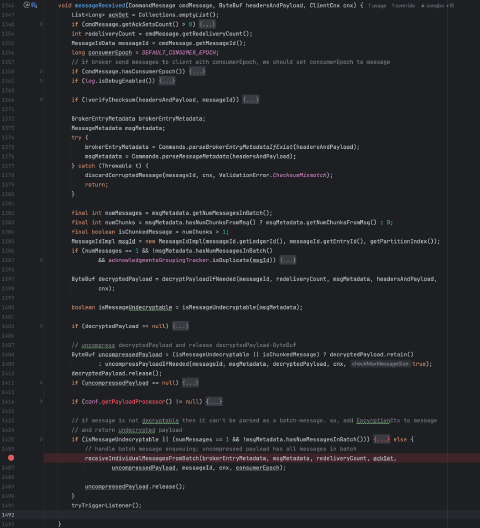 void messageReceived(CommandMessage cmdMessage, ByteBuf headersAndPayload, ClientCnx cnx) {
List<Long> ackSet = Collections.emptyList();
if (cmdMessage.getAckSetsCount() > 0) {...}
int redeliveryCount = cmdMessage.getRedeliveryCount();
MessageIdData messageId = cmdMessage.getMessageId();
long consumerEpoch = DEFAULT_CONSUMER_EPOCH;
// if broker send messages to client with consumerEpoch, we should set consumerEpoch to message
if (cmdMessage.hasConsumerEpoch()) {...}
if (log.isDebugEnabled()) {...}
if (!verifyChecksum(headersAndPayload, messageId)) {...}
BrokerEntryMetadata brokerEntryMetadata;
MessageMetadata msgMetadata;
try {
brokerEntryMetadata = Commands.parseBrokerEntryMetadataIfExist(headersAndPayload);
msgMetadata = Commands.parseMessageMetadata(headersAndPayload);
} catch (Throwable t) {
discardCorruptedMessage(messageId, cnx, ValidationError.ChecksumMismatch);
return;
}
final int numMessages = msgMetadata.getNumMessagesInBatch();
final int numChunks = msgMetadata.hasNumChunksFromMsg() ? msgMetadata.getNumChunksFromMsg() : 0;
final boolean isChunkedMessage = numChunks > 1;
MessageIdImpl msgId = new MessageIdImpl(messageId.getLedgerId(), messageId.getEntryId(), getPartitionIndex());
if (numMessages == 1 && !msgMetadata.hasNumMessagesInBatch()
&& acknowledgmentsGroupingTracker.isDuplicate(msgId)) {...}
ByteBuf decryptedPayload = decryptPayloadIfNeeded(messageId, redeliveryCount, msgMetadata, headersAndPayload,
cnx);
boolean isMessageUndecryptable = isMessageUndecryptable(msgMetadata);
if (decryptedPayload == null) {...}
// uncompress decryptedPayload and release decryptedPayload-ByteBuf
ByteBuf uncompressedPayload = (isMessageUndecryptable || isChunkedMessage) ? decryptedPayload.retain()
: uncompressPayloadIfNeeded(messageId, msgMetadata, decryptedPayload, cnx, checkMaxMessageSize: true);
decryptedPayload.release();
if (uncompressedPayload == null) {...}
if (conf.getPayloadProcessor() != null) {...}
// if message is not decryptable then it can't be parsed as a batch-message. so, add EncyrptionCtx to message
// and return undecrypted payload
if (isMessageUndecryptable || (numMessages == 1 && !msgMetadata.hasNumMessagesInBatch())) {...} else {
// handle batch message enqueuing; uncompressed payload has all messages in batch
receiveIndividualMessagesFromBatch(brokerEntryMetadata, msgMetadata, redeliveryCount, ackSet,
uncompressedPayload, messageId, cnx, consumerEpoch);
uncompressedPayload.release();
}
tryTriggerListener();
}